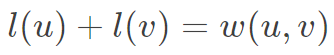 l(u) + l(v) = w(u, v)